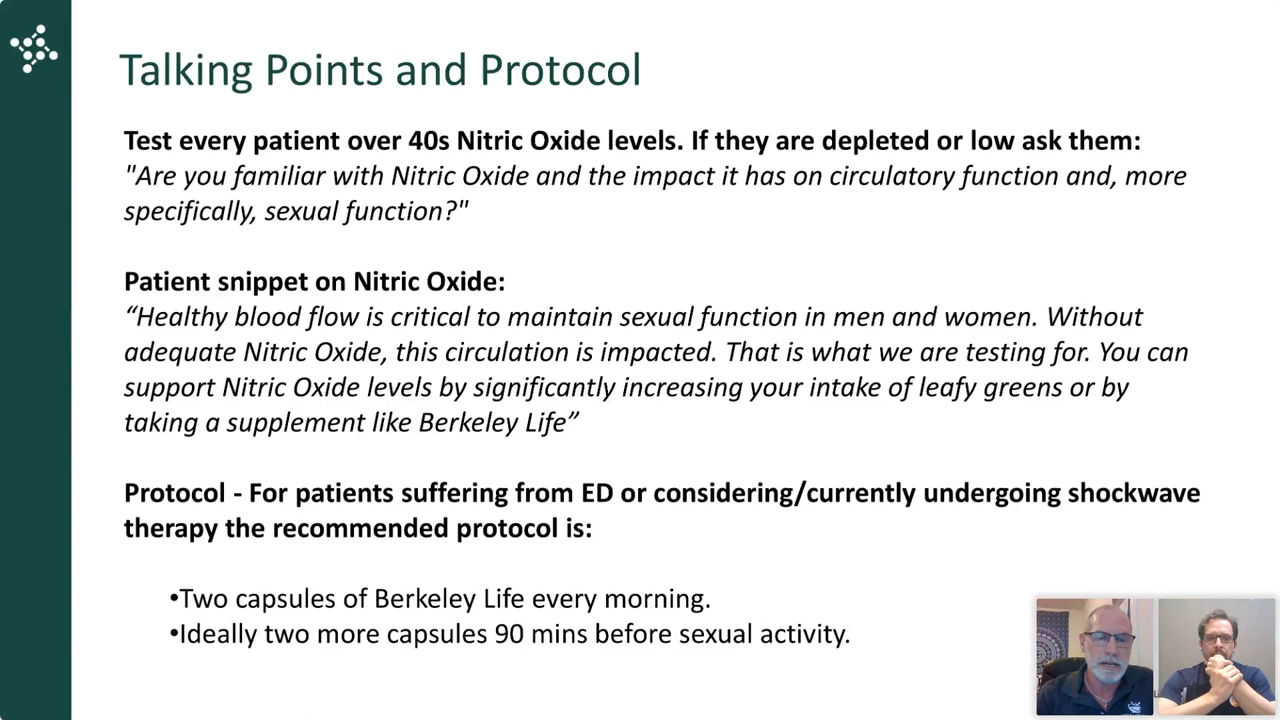 Talking Points and Protocol
Test every patient over 40s Nitric Oxide levels. If they are depleted or low ask them:
"Are you familiar with Nitric Oxide and the impact it has on circulatory function and, more
specifically, sexual function?"
Patient snippet on Nitric Oxide:
“Healthy blood flow is critical to maintain sexual function in men and women. Without
adequate Nitric Oxide, this circulation is impacted. That is what we are testing for. You can
support Nitric Oxide levels by significantly increasing your intake of leafy greens or by
taking a supplement like Berkeley Life”
Protocol - For patients suffering from ED or considering/currently undergoing shockwave
therapy the recommended protocol is:
•Two capsules of Berkeley Life every morning.
•Ideally two more capsules 90 mins before sexual activity.